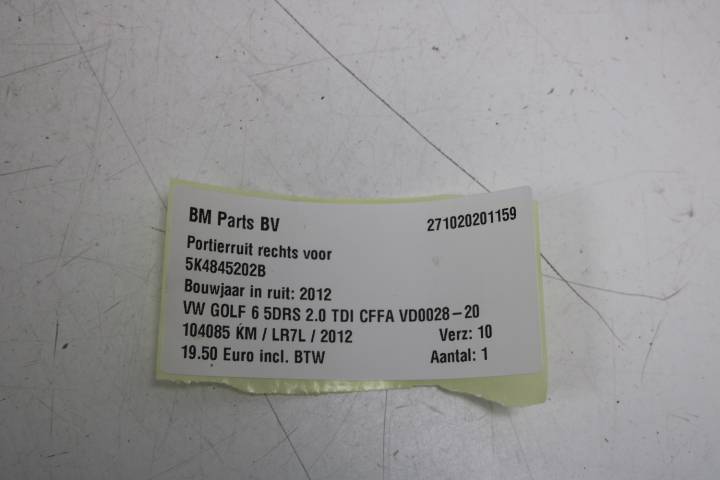 BM Parts BV 271020201159
Portierruit rechts voor
5K4845202B
Bouwjaar in ruit: 2012
VW GOLF 6 5DRS 2.0 TDI CFFA VD0028-20
104085 KM / LR7L / 2012 Verz: 10
19.50 Euro incl. BTW Aantal: 1